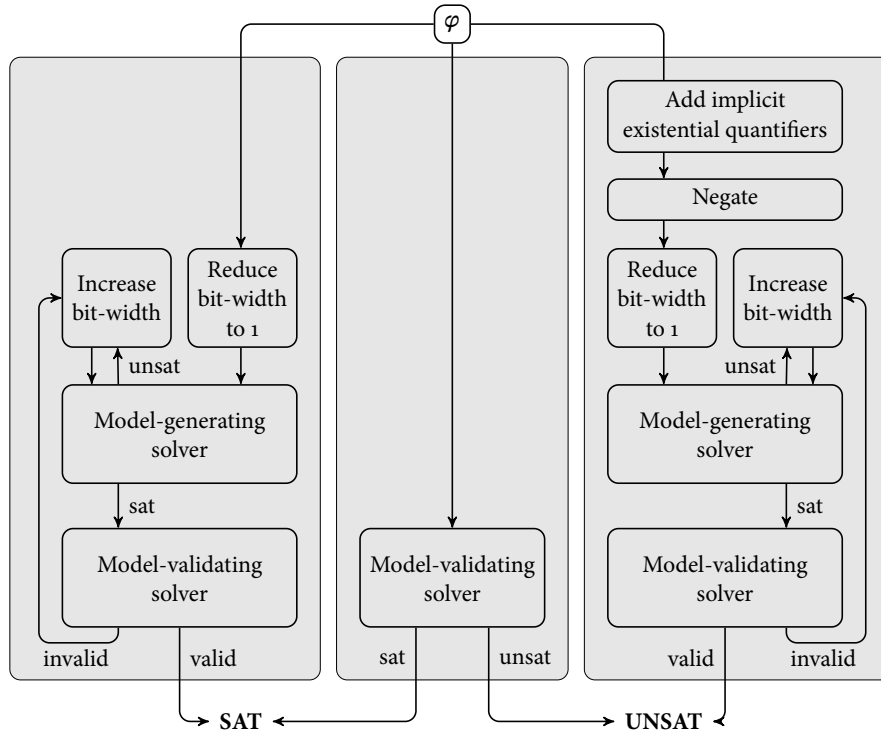 φ
Add implicit
existential quantifiers
Negate
Increase
bit-width
Reduce
bit-width
to 1
Reduce
bit-width
to 1
Increase
bit-width
unsat
unsat
Model-generating
solver
Model-generating
solver
sat
sat
Model-validating
solver
Model-validating
solver
Model-validating
solver
invalid
valid
sat
unsat
valid
invalid
SAT
UNSAT